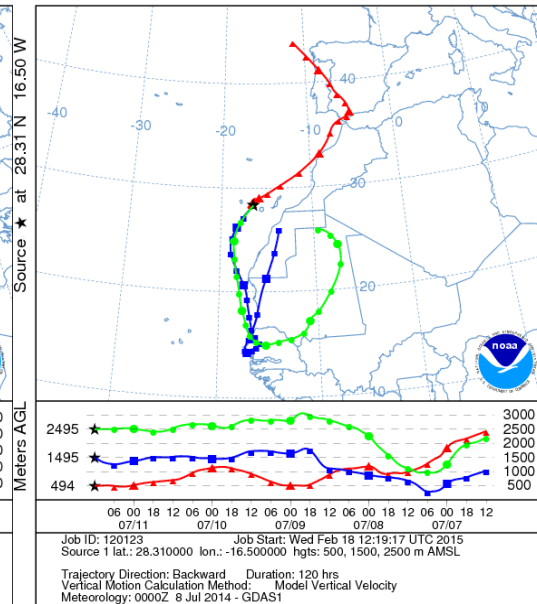 Source ★ at 28.31 N 16.50 W
-40
-30
-20
-10
0
40
30
20
10
noaa
Meters AGL
2495
1495
494
3000
2500
2000
1500
1000
500
06 00 18 12 06 00 18 12 06 00 18 12 06 00 18 12 06 00 18 12
07/11 07/10 07/09 07/08 07/07
Job ID: 120123 Job Start: Wed Feb 18 12:19:17 UTC 2015
Source 1 lat.: 28.310000 lon.: -16.500000 hgts: 500, 1500, 2500 m AMSL
Trajectory Direction: Backward Duration: 120 hrs
Vertical Motion Calculation Method: Model Vertical Velocity
Meteorology: 0000Z 8 Jul 2014 - GDAS1